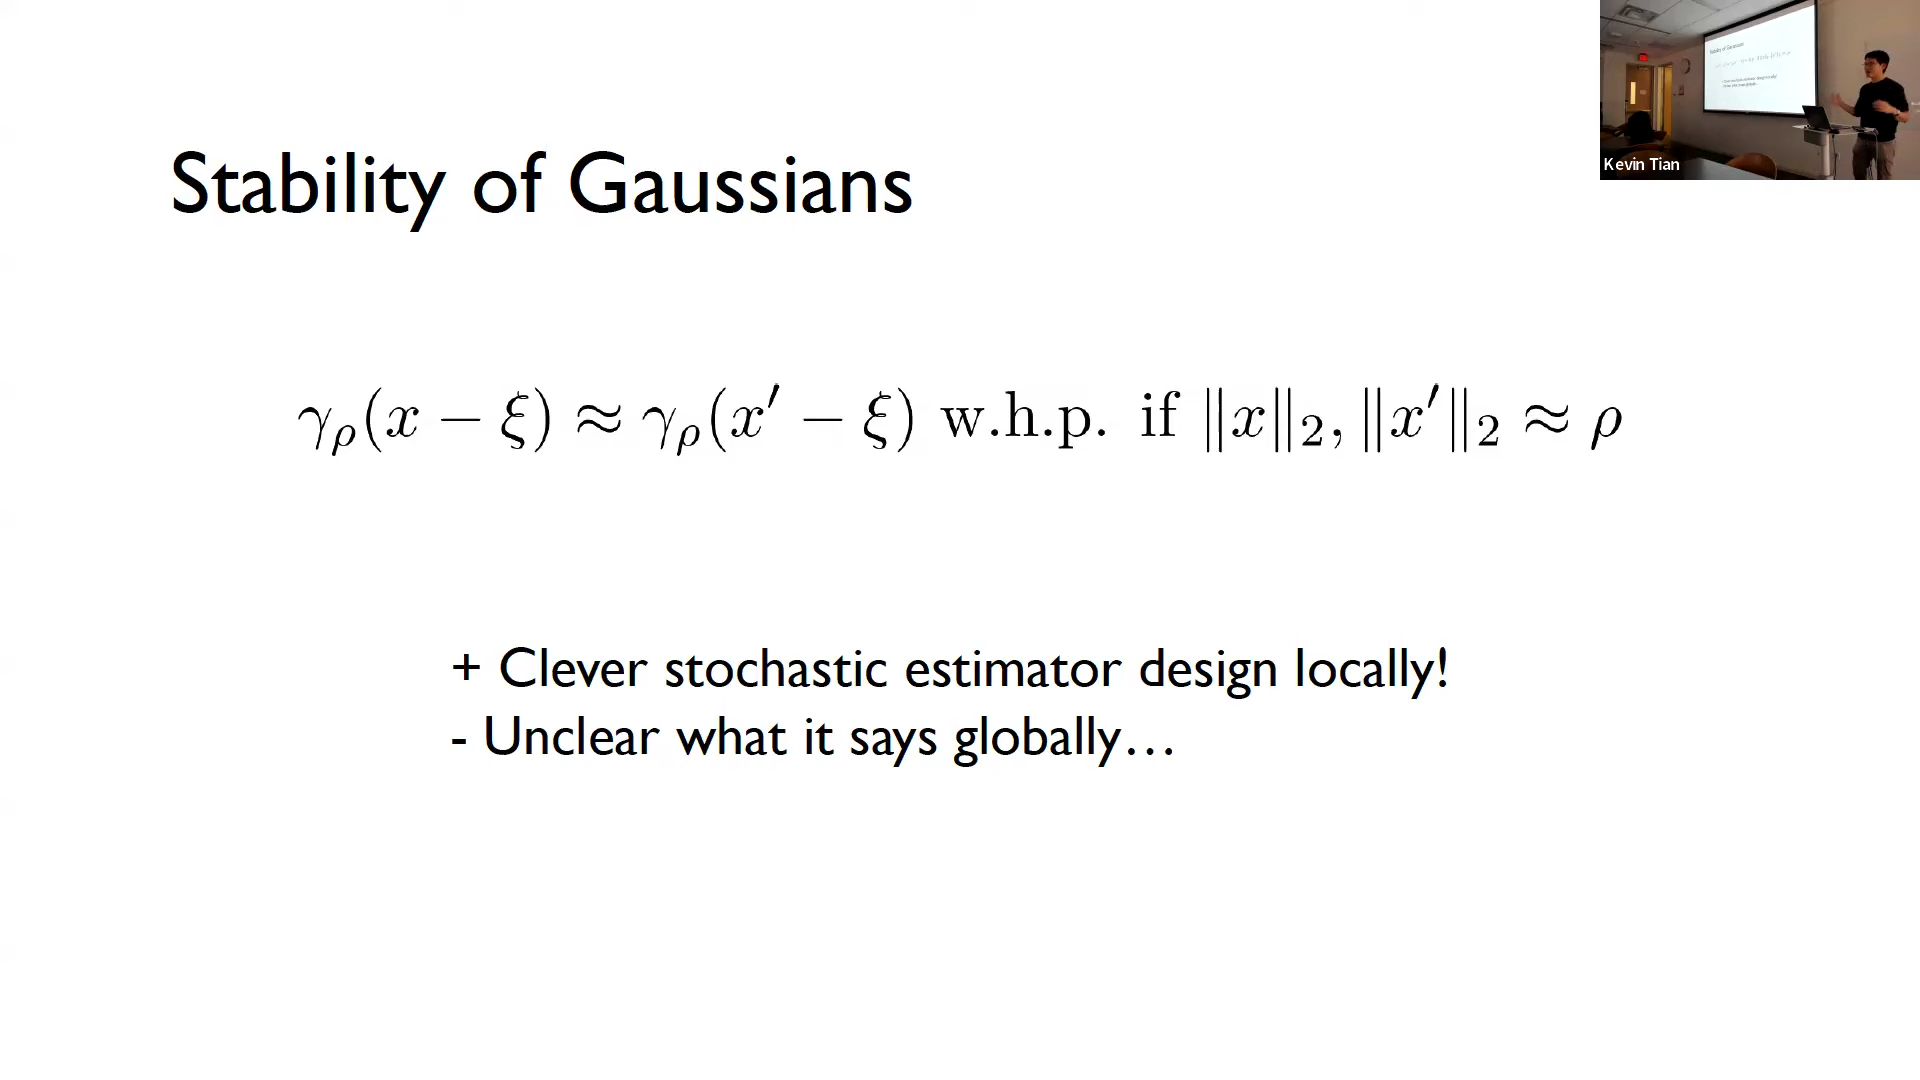 Kevin Tian
Stability of Gaussians
γ_ρ(x − ξ) ≈ γ_ρ(x′ − ξ) w.h.p. if ‖x‖₂, ‖x′‖₂ ≈ ρ
+ Clever stochastic estimator design locally!
- Unclear what it says globally…